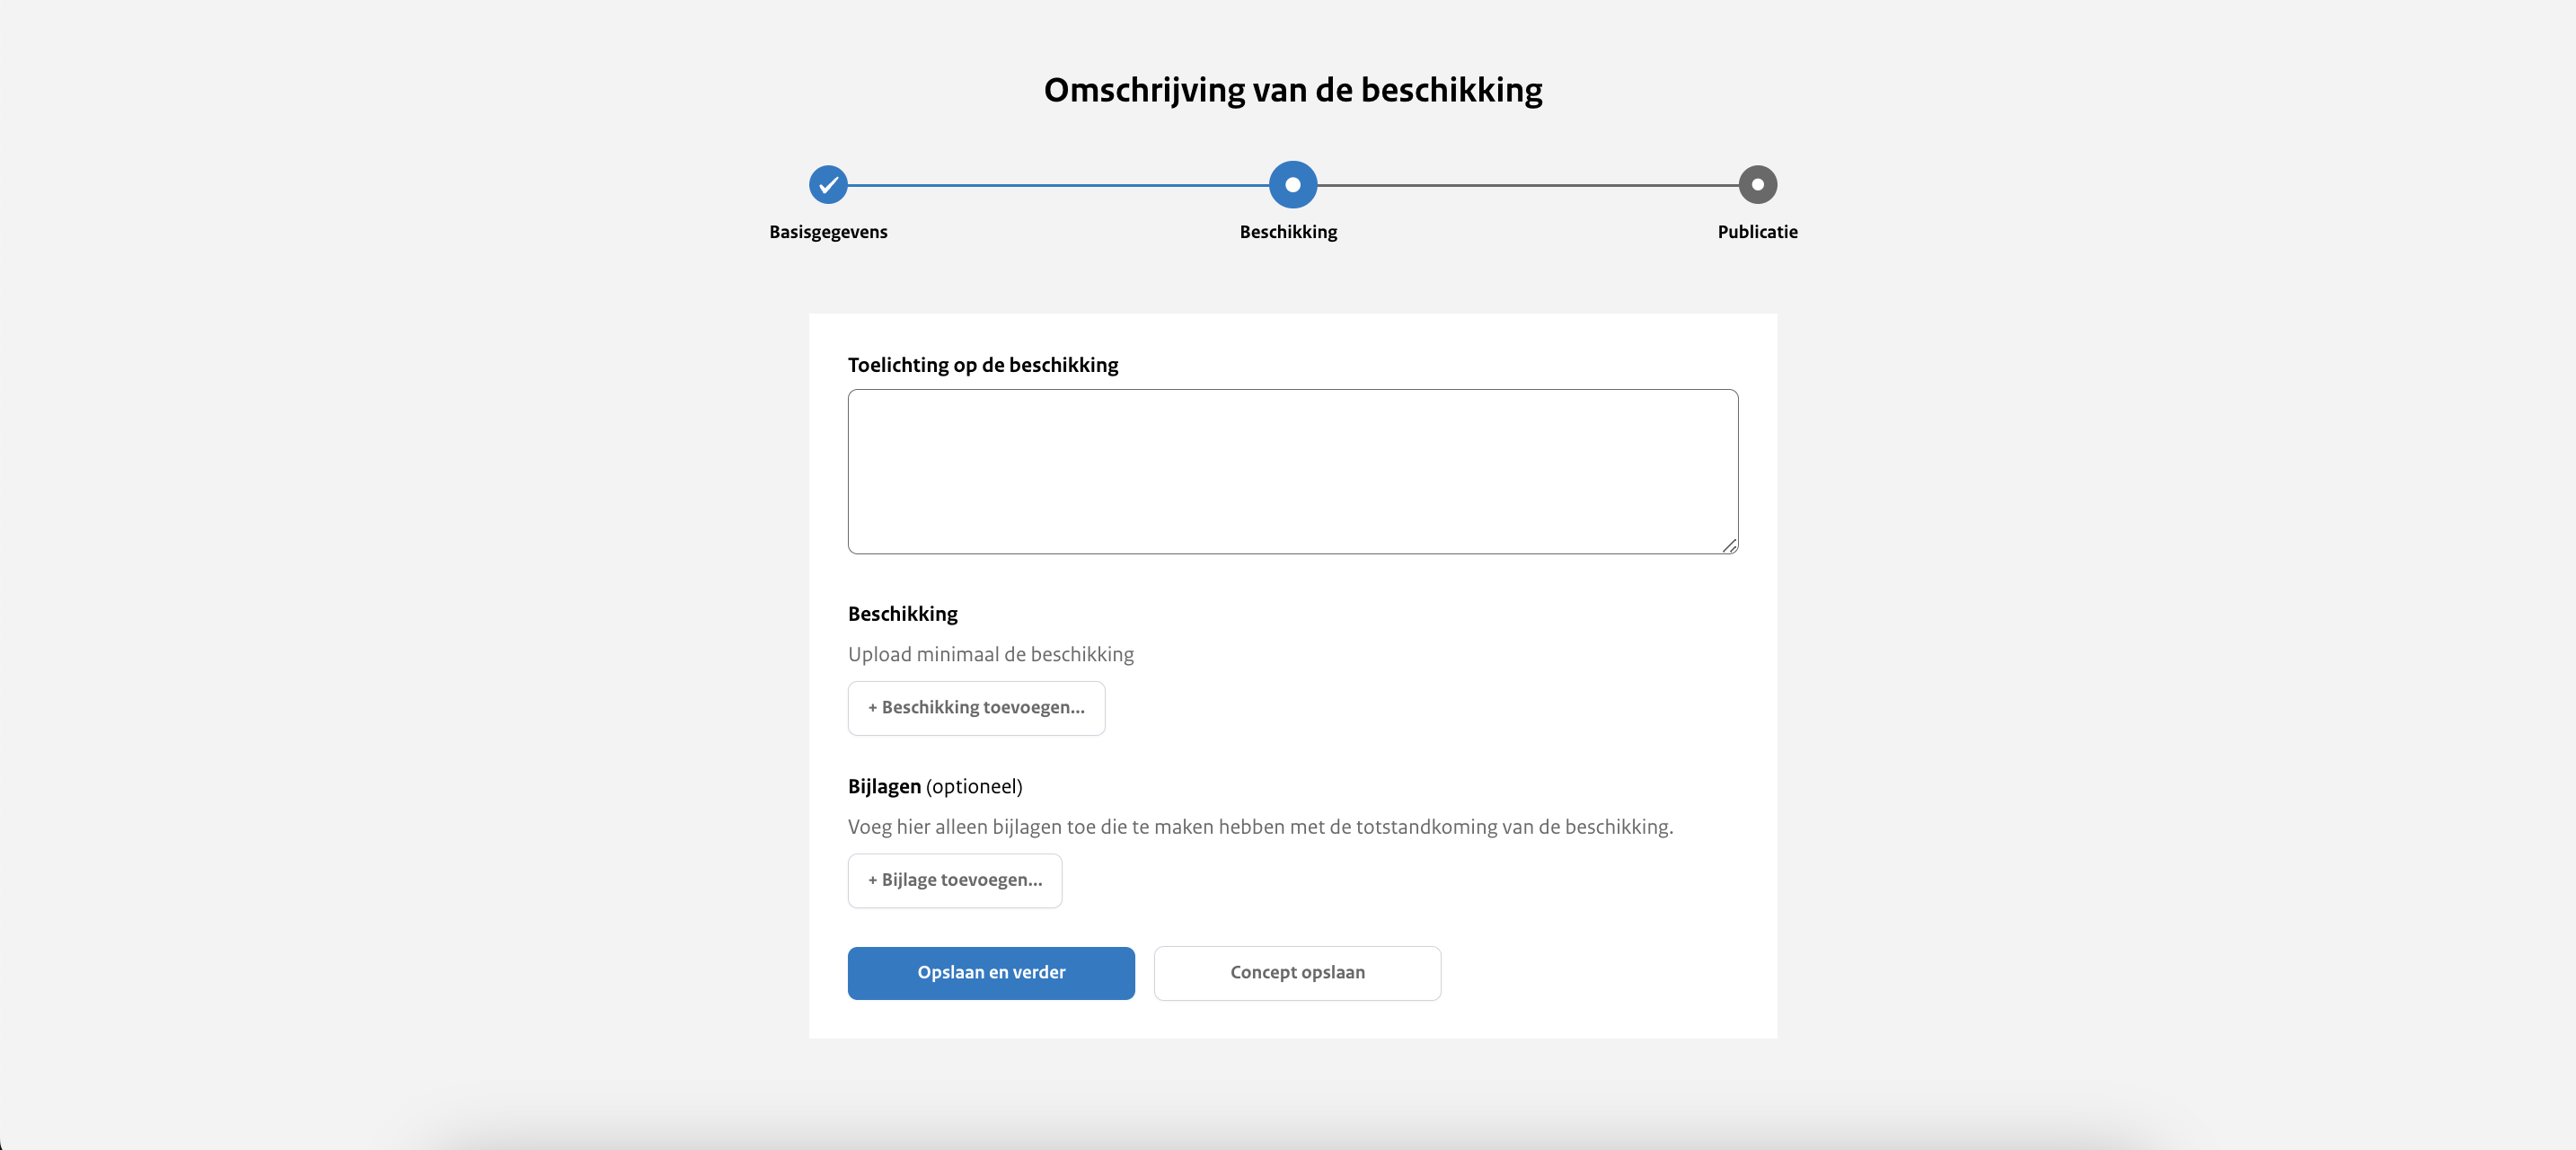 Omschrijving van de beschikking
Basisgegevens
Beschikking
Publicatie
Toelichting op de beschikking
Beschikking
Upload minimaal de beschikking
+ Beschikking toevoegen...
Bijlagen (optioneel)
Voeg hier alleen bijlagen toe die te maken hebben met de totstandkoming van de beschikking.
+ Bijlage toevoegen...
Opslaan en verder
Concept opslaan